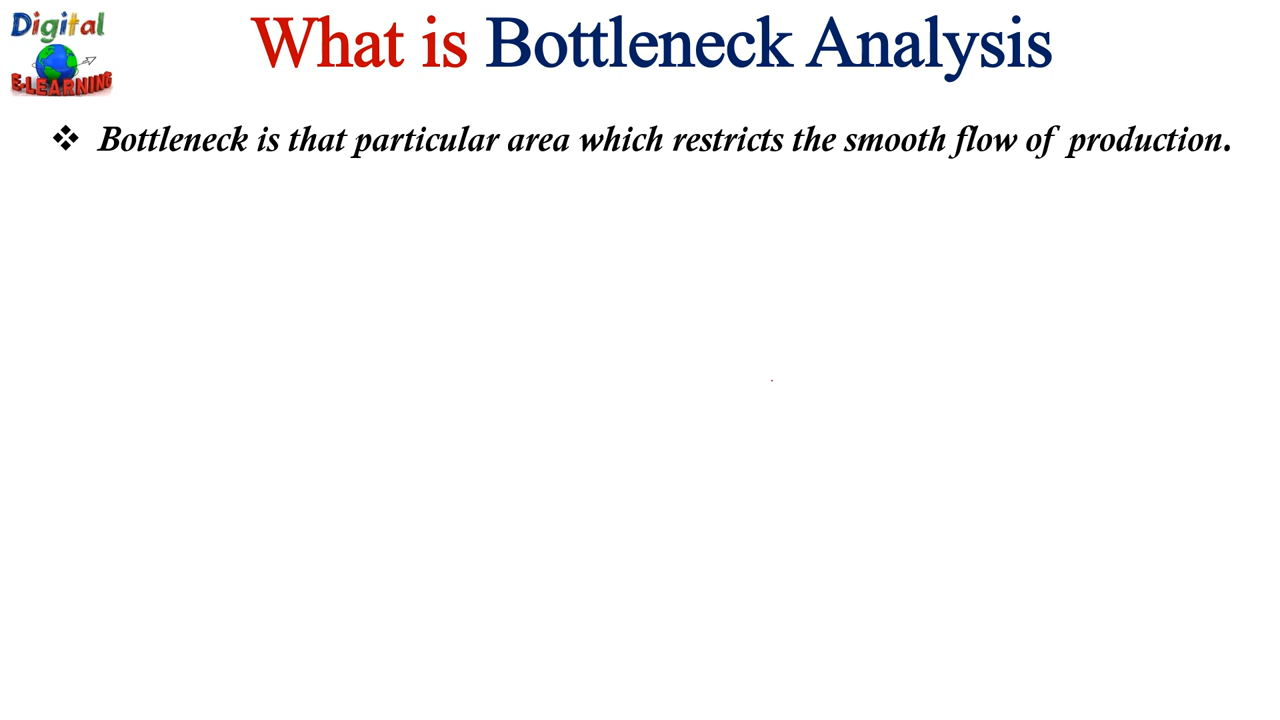 Digital
E-LEARNING
What is Bottleneck Analysis
❖ Bottleneck is that particular area which restricts the smooth flow of production.